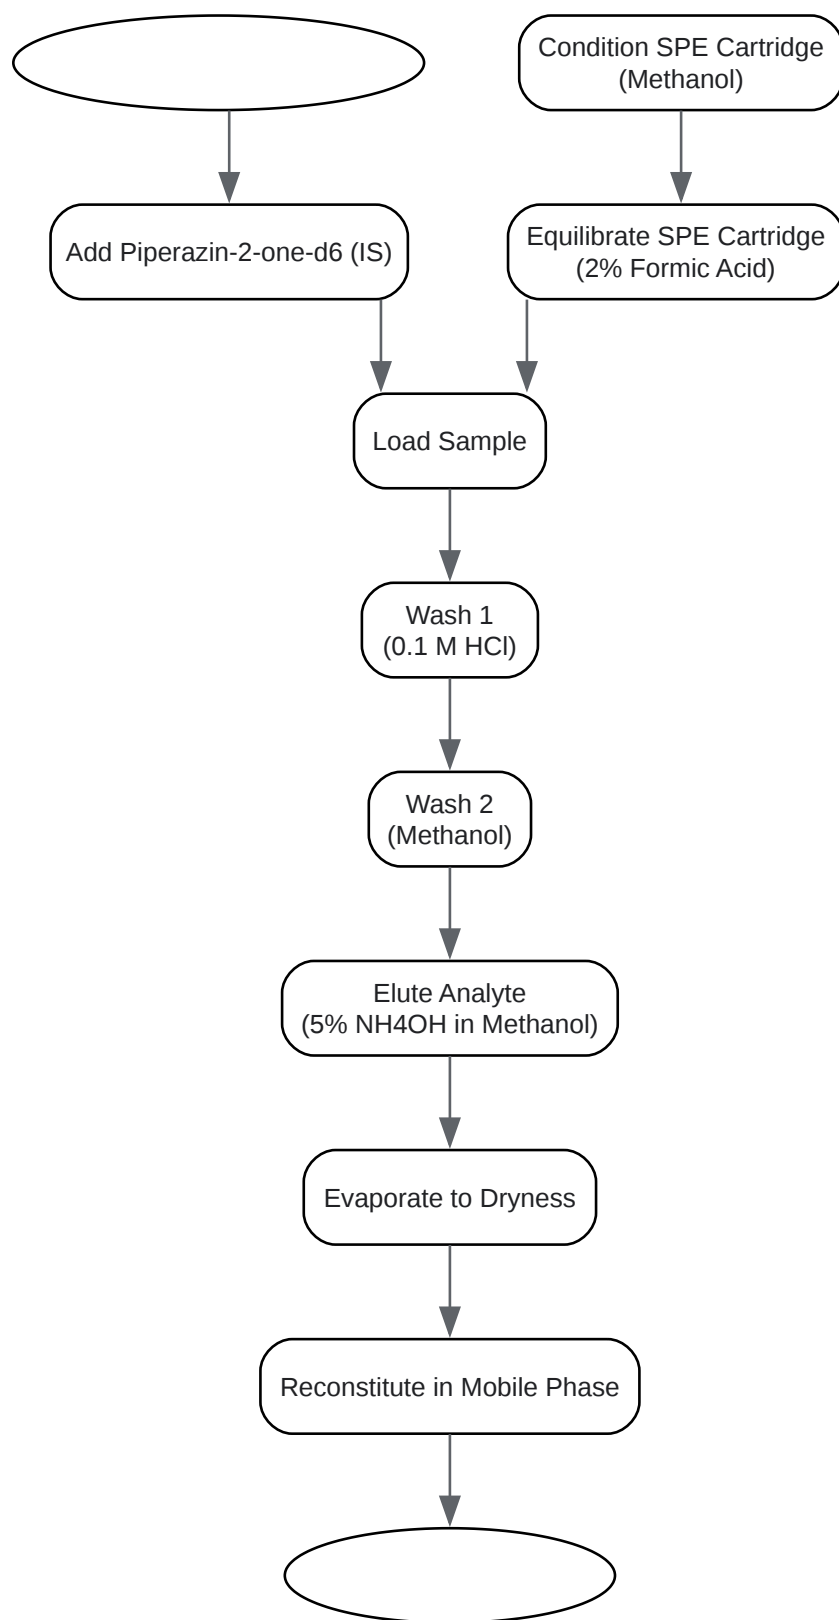 Condition SPE Cartridge
(Methanol)
Add Piperazin-2-one-d6 (IS)
Equilibrate SPE Cartridge
(2% Formic Acid)
Load Sample
Wash 1
(0.1 M HCl)
Wash 2
(Methanol)
Elute Analyte
(5% NH4OH in Methanol)
Evaporate to Dryness
Reconstitute in Mobile Phase